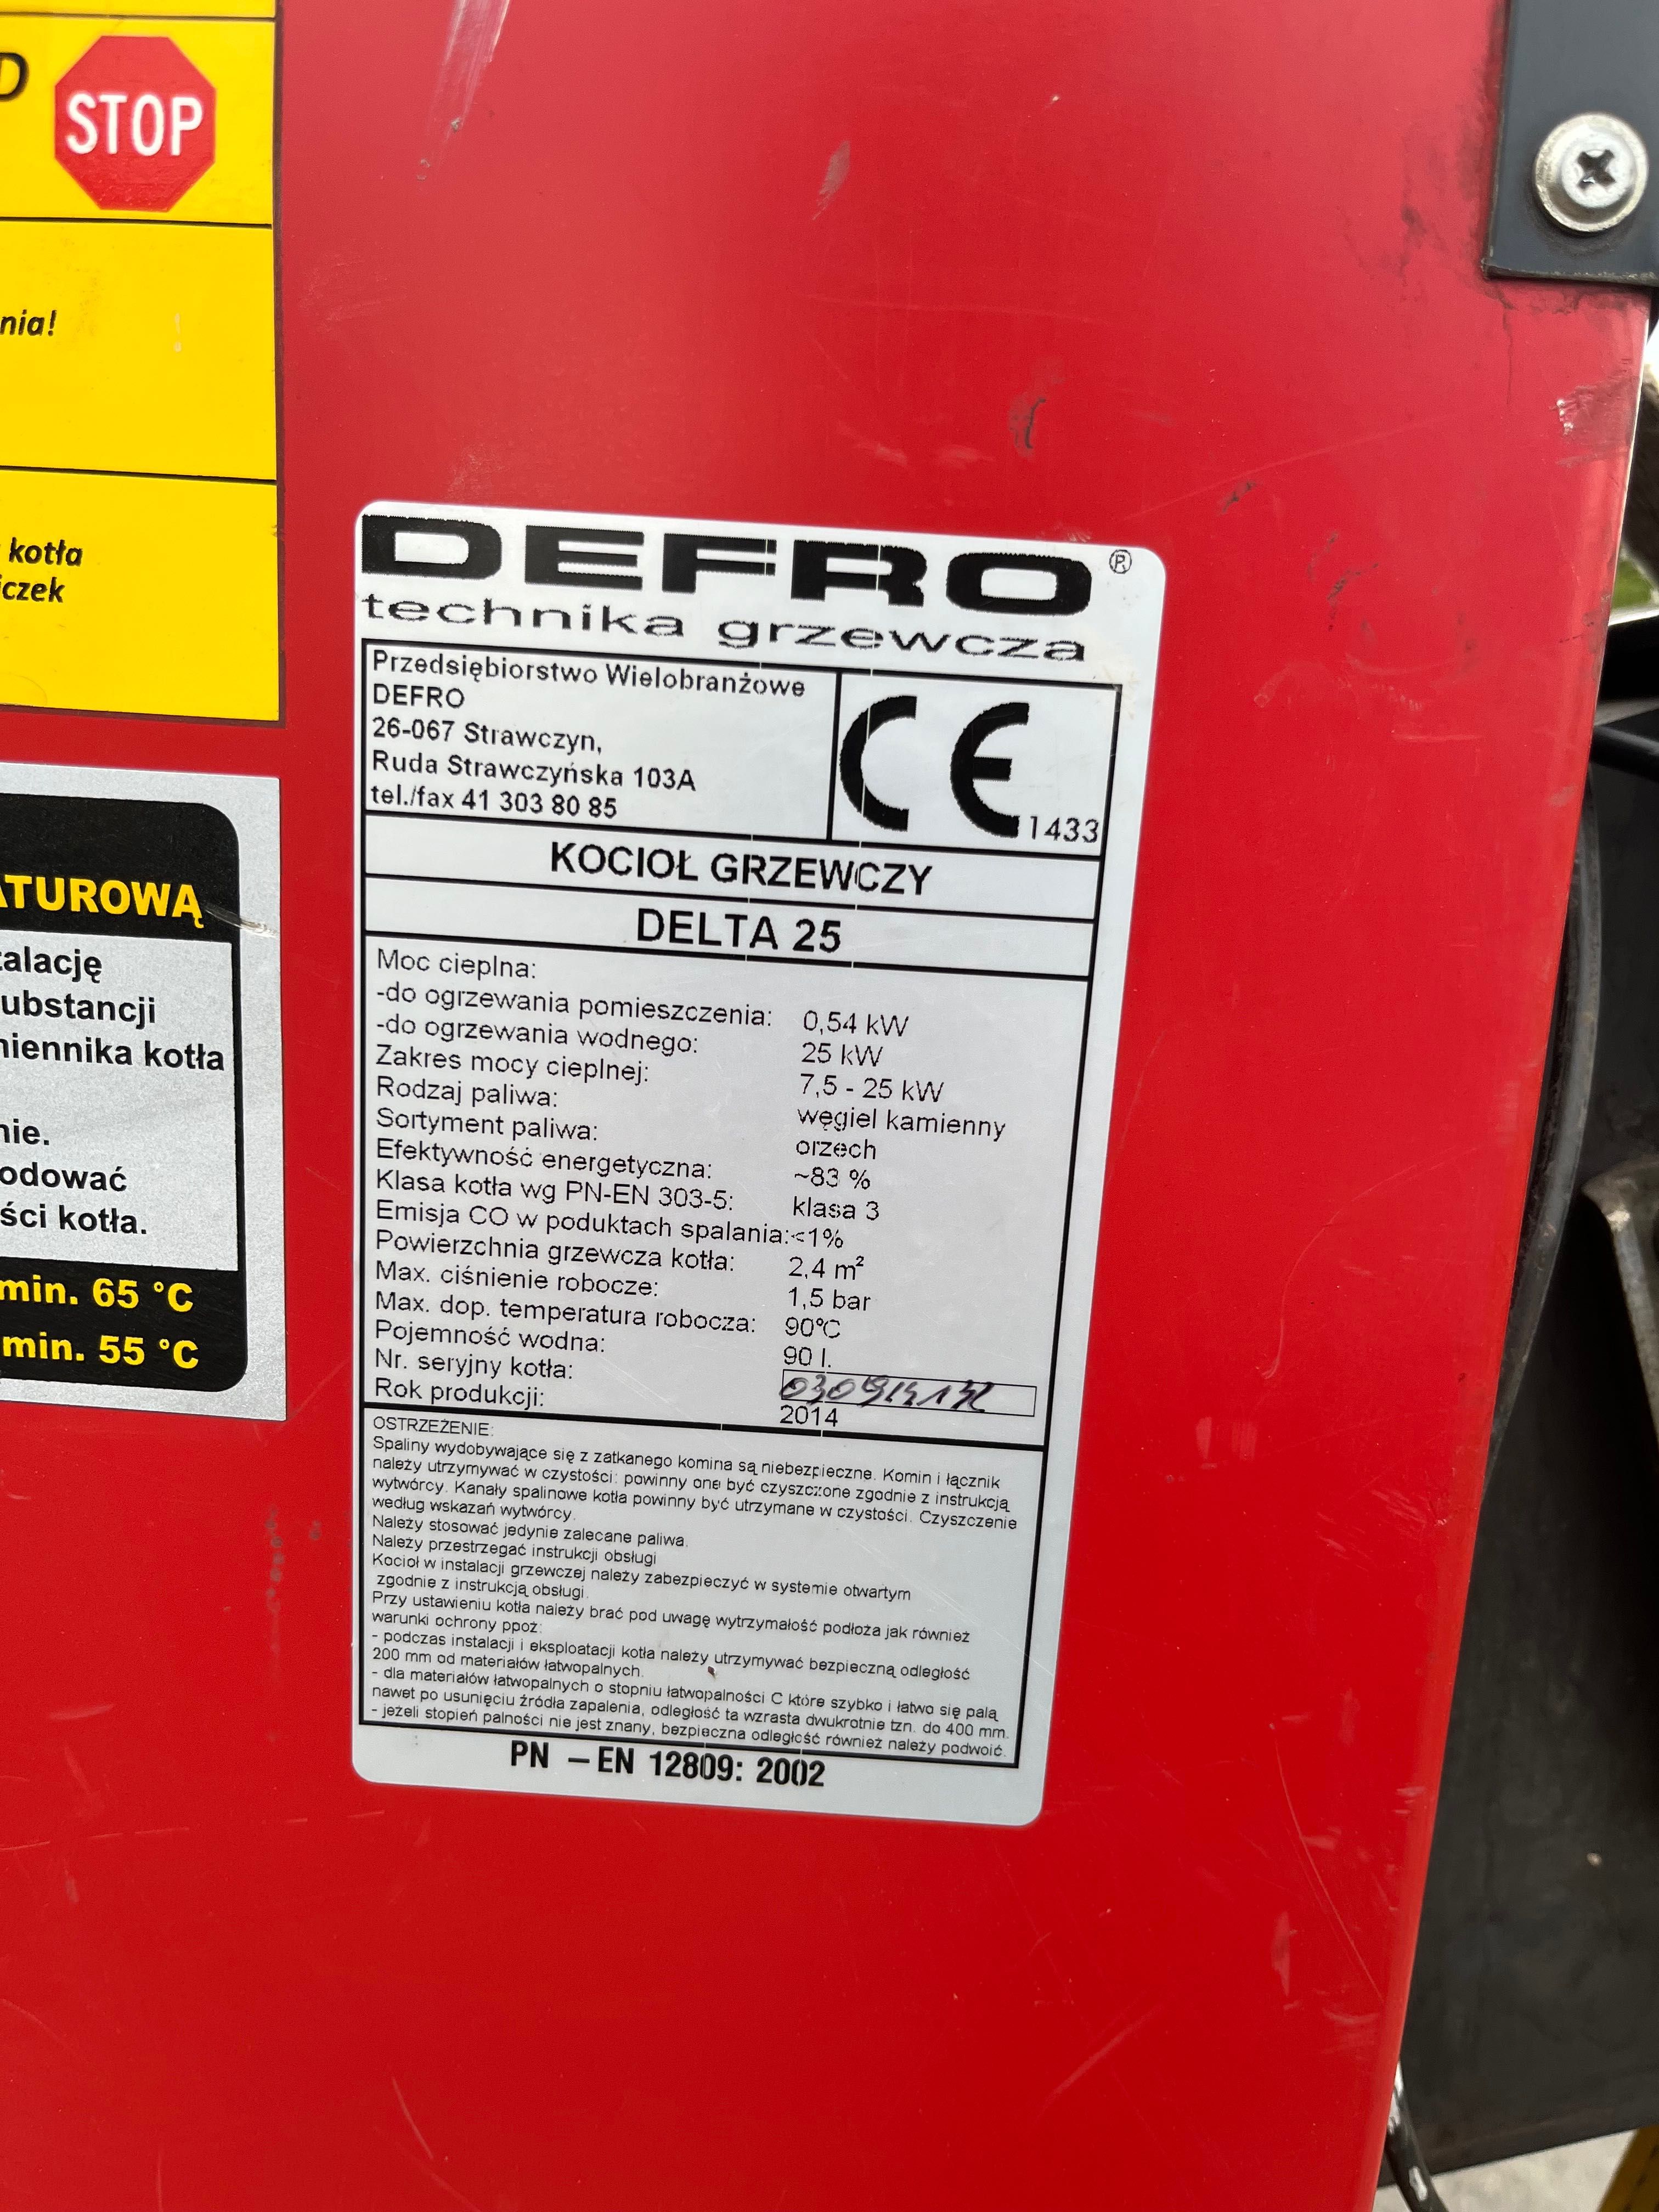 D
STOP
nia!
kotła
iczek
ATUROWĄ
talację
substancji
miennika kotła
nie.
odować
ści kotła.
min. 65 °C
min. 55 °C
DEFRO®
technika grzewcza
Przedsiębiorstwo Wielobranżowe
DEFRO
26-067 Strawczyn,
Ruda Strawczyńska 103A
tel./fax 41 303 80 85
CE 1433
KOCIOŁ GRZEWCZY
DELTA 25
Moc cieplna:
-do ogrzewania pomieszczenia: 0,54 kW
-do ogrzewania wodnego: 25 kW
Zakres mocy cieplnej: 7,5 - 25 kW
Rodzaj paliwa: węgiel kamienny
Sortyment paliwa: orzech
Efektywność energetyczna: ~83 %
Klasa kotła wg PN-EN 303-5: klasa 3
Emisja CO w poduktach spalania:<1%
Powierzchnia grzewcza kotła: 2,4 m²
Max. ciśnienie robocze: 1,5 bar
Max. dop. temperatura robocza: 90°C
Pojemność wodna: 90 l.
Nr. seryjny kotła:
Rok produkcji: 2014
OSTRZEŻENIE:
Spaliny wydobywające się z zatkanego komina są niebezpieczne. Komin i łącznik
należy utrzymywać w czystości: powinny one być czyszczone zgodnie z instrukcją
wytwórcy. Kanały spalinowe kotła powinny być utrzymane w czystości. Czyszczenie
według wskazań wytwórcy.
Należy stosować jedynie zalecane paliwa.
Należy przestrzegać instrukcji obsługi
Kocioł w instalacji grzewczej należy zabezpieczyć w systemie otwartym
zgodnie z instrukcją obsługi.
Przy ustawieniu kotła należy brać pod uwagę wytrzymałość podłoża jak również
warunki ochrony ppoż:
- podczas instalacji i eksploatacji kotła należy utrzymywać bezpieczną odległość
200 mm od materiałów łatwopalnych.
- dla materiałów łatwopalnych o stopniu łatwopalności C które szybko i łatwo się palą
nawet po usunięciu źródła zapalenia, odległość ta wzrasta dwukrotnie tzn. do 400 mm.
- jeżeli stopień palności nie jest znany, bezpieczna odległość również należy podwoić.
PN – EN 12809: 2002